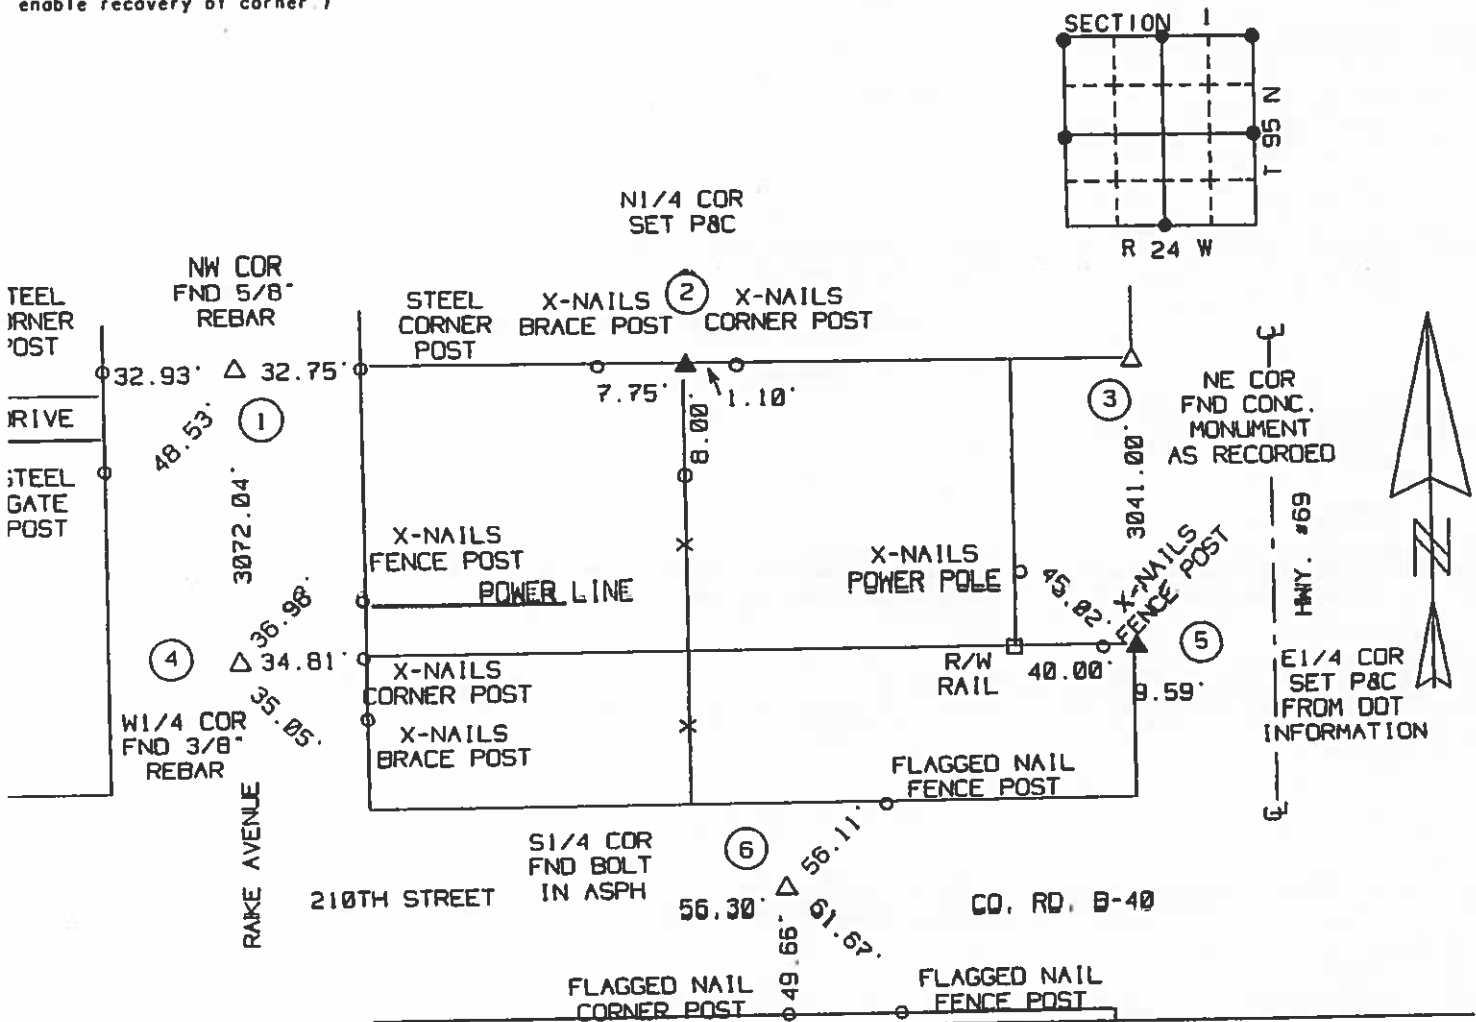 enable recovery of corner.)
SECTION 1
T 95 N
R 24 W
N1/4 COR
SET P&C
NW COR
FND 5/8"
REBAR
TEEL
RNER
POST
STEEL
CORNER
POST
X-NAILS
BRACE POST
2
X-NAILS
CORNER POST
32.93'
32.75'
7.75'
1.10'
8.00'
3
NE COR
FND CONC.
MONUMENT
AS RECORDED
DRIVE
48.53'
1
STEEL
GATE
POST
3072.04'
3041.00'
HWY. #69
X-NAILS
FENCE POST
POWER LINE
X-NAILS
POWER POLE
45.02'
X-NAILS
FENCE POST
36.98'
4
34.81'
35.05'
X-NAILS
CORNER POST
X-NAILS
BRACE POST
R/W
RAIL
40.00'
9.59'
5
E1/4 COR
SET P&C
FROM DOT
INFORMATION
W1/4 COR
FND 3/8"
REBAR
FLAGGED NAIL
FENCE POST
RAKE AVENUE
S1/4 COR
FND BOLT
IN ASPH
6
56.11'
210TH STREET
56.30'
61.67'
49.66'
CO. RD. B-40
FLAGGED NAIL
CORNER POST
FLAGGED NAIL
FENCE POST